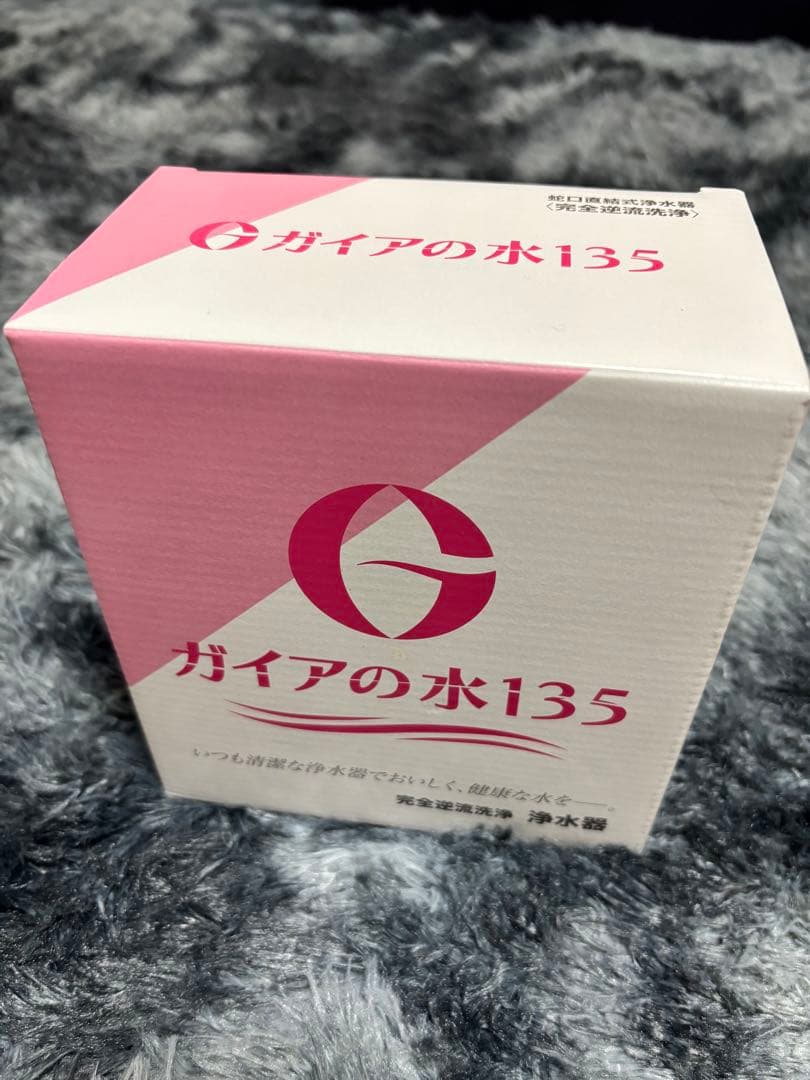 蛇口直結式浄水器
〈完全逆流洗浄〉
ガイアの水135
ガイアの水135
いつも清潔な浄水器でおいしく、健康な水を──。
完全逆流洗浄 浄水器